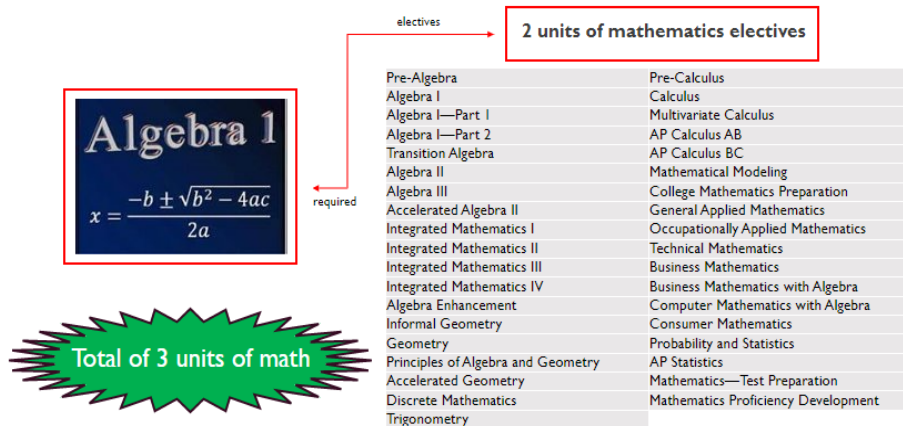 electives
2 units of mathematics electives
Algebra 1
x = \frac{-b ± \sqrt{b² − 4ac}}{2a}
required
Total of 3 units of math
Pre-Algebra
Algebra I
Algebra I—Part 1
Algebra I—Part 2
Transition Algebra
Algebra II
Algebra III
Accelerated Algebra II
Integrated Mathematics I
Integrated Mathematics II
Integrated Mathematics III
Integrated Mathematics IV
Algebra Enhancement
Informal Geometry
Geometry
Principles of Algebra and Geometry
Accelerated Geometry
Discrete Mathematics
Trigonometry
Pre-Calculus
Calculus
Multivariate Calculus
AP Calculus AB
AP Calculus BC
Mathematical Modeling
College Mathematics Preparation
General Applied Mathematics
Occupationally Applied Mathematics
Technical Mathematics
Business Mathematics
Business Mathematics with Algebra
Computer Mathematics with Algebra
Consumer Mathematics
Probability and Statistics
AP Statistics
Mathematics—Test Preparation
Mathematics Proficiency Development